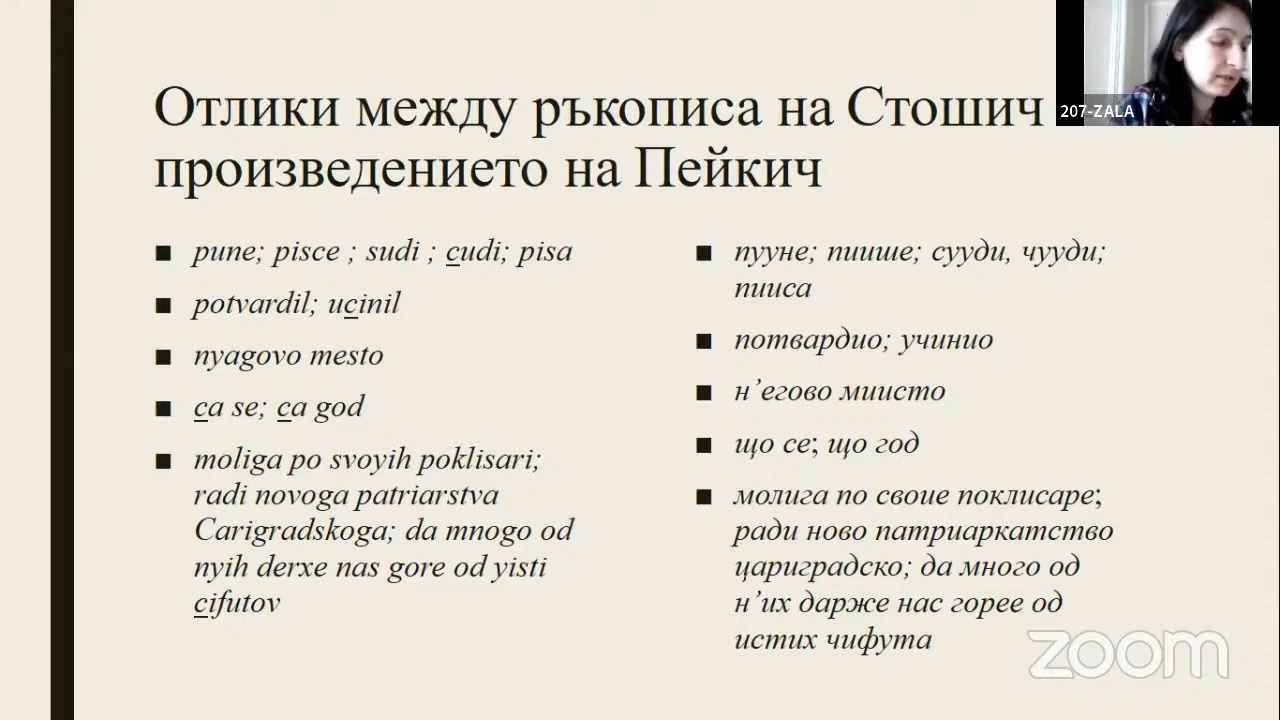 Отлики между ръкописа на Стошич
произведението на Пейкич
207-ZALA
■ pune; pisce ; sudi ; cudi; pisa
■ potvardil; ucinil
■ nyagovo mesto
■ ca se; ca god
■ moliga po svoyih poklisari;
radi novoga patriarstva
Carigradskoga; da mnogo od
nyih derxe nas gore od yisti
cifutov
■ пууне; пиише; сууди, чууди;
пииса
■ потвардио; учинио
■ н’егово миисто
■ що се; що год
■ молига по своие поклисаре;
ради ново патриаркатство
цариградско; да много од
н’их дарже нас горее од
истих чифута
zoom